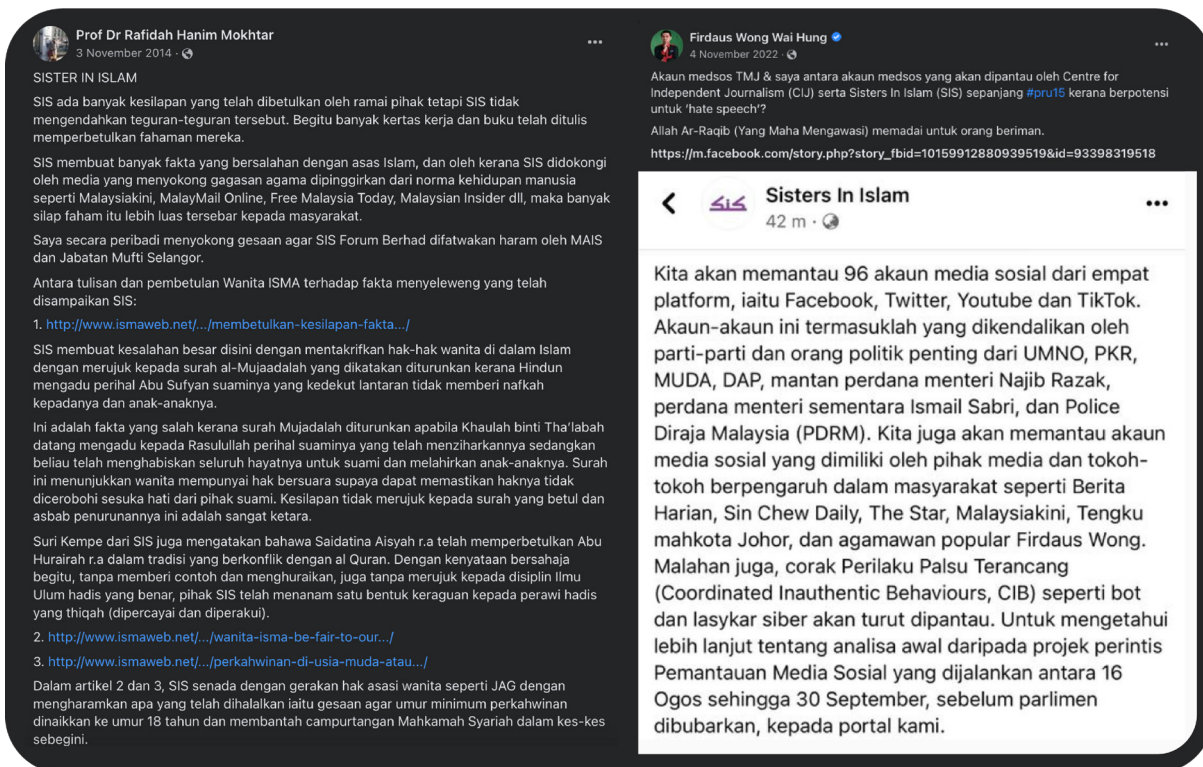 Prof Dr Rafidah Hanim Mokhtar
3 November 2014 ·
SISTER IN ISLAM
SIS ada banyak kesilapan yang telah dibetulkan oleh ramai pihak tetapi SIS tidak
mengendahkan teguran-teguran tersebut. Begitu banyak kertas kerja dan buku telah ditulis
memperbetulkan fahaman mereka.
SIS membuat banyak fakta yang bersalahan dengan asas Islam, dan oleh kerana SIS didokongi
oleh media yang menyokong gagasan agama dipinggirkan dari norma kehidupan manusia
seperti Malaysiakini, MalayMail Online, Free Malaysia Today, Malaysian Insider dll, maka banyak
silap faham itu lebih luas tersebar kepada masyarakat.
Saya secara peribadi menyokong gesaan agar SIS Forum Berhad difatwakan haram oleh MAIS
dan Jabatan Mufti Selangor.
Antara tulisan dan pembetulan Wanita ISMA terhadap fakta menyeleweng yang telah
disampaikan SIS:
1. http://www.ismaweb.net/.../membetulkan-kesilapan-fakta.../
SIS membuat kesalahan besar disini dengan mentakrifkan hak-hak wanita di dalam Islam
dengan merujuk kepada surah al-Mujaadalah yang dikatakan diturunkan kerana Hindun
mengadu perihal Abu Sufyan suaminya yang kedekut lantaran tidak memberi nafkah
kepadanya dan anak-anaknya.
Ini adalah fakta yang salah kerana surah Mujadalah diturunkan apabila Khaulah binti Tha'labah
datang mengadu kepada Rasulullah perihal suaminya yang telah menziharkannya sedangkan
beliau telah menghabiskan seluruh hayatnya untuk suami dan melahirkan anak-anaknya. Surah
ini menunjukkan wanita mempunyai hak bersuara supaya dapat memastikan haknya tidak
dicerobohi sesuka hati dari pihak suami. Kesilapan tidak merujuk kepada surah yang betul dan
asbab penurunannya ini adalah sangat ketara.
Suri Kempe dari SIS juga mengatakan bahawa Saidatina Aisyah r.a telah memperbetulkan Abu
Hurairah r.a dalam tradisi yang berkonflik dengan al Quran. Dengan kenyataan bersahaja
begitu, tanpa memberi contoh dan menghuraikan, juga tanpa merujuk kepada disiplin Ilmu
Ulum hadis yang benar, pihak SIS telah menanam satu bentuk keraguan kepada perawi hadis
yang thiqah (dipercayai dan diperakui).
2. http://www.ismaweb.net/.../wanita-isma-be-fair-to-our.../
3. http://www.ismaweb.net/.../perkahwinan-di-usia-muda-atau.../
Dalam artikel 2 dan 3, SIS senada dengan gerakan hak asasi wanita seperti JAG dengan
mengharamkan apa yang telah dihalalkan iaitu gesaan agar umur minimum perkahwinan
dinaikkan ke umur 18 tahun dan membantah campurtangan Mahkamah Syariah dalam kes-kes
sebegini.
Firdaus Wong Wai Hung
4 November 2022 ·
Akaun medsos TMJ & saya antara akaun medsos yang akan dipantau oleh Centre for
Independent Journalism (CIJ) serta Sisters In Islam (SIS) sepanjang #pru15 kerana berpotensi
untuk 'hate speech'?
Allah Ar-Raqib (Yang Maha Mengawasi) memadai untuk orang beriman.
https://m.facebook.com/story.php?story_fbid=10159912880939519&id=93398319518
Sisters In Islam
42 m ·
Kita akan memantau 96 akaun media sosial dari empat
platform, iaitu Facebook, Twitter, Youtube dan TikTok.
Akaun-akaun ini termasuklah yang dikendalikan oleh
parti-parti dan orang politik penting dari UMNO, PKR,
MUDA, DAP, mantan perdana menteri Najib Razak,
perdana menteri sementara Ismail Sabri, dan Police
Diraja Malaysia (PDRM). Kita juga akan memantau akaun
media sosial yang dimiliki oleh pihak media dan tokoh-
tokoh berpengaruh dalam masyarakat seperti Berita
Harian, Sin Chew Daily, The Star, Malaysiakini, Tengku
mahkota Johor, dan agamawan popular Firdaus Wong.
Malahan juga, corak Perilaku Palsu Terancang
(Coordinated Inauthentic Behaviours, CIB) seperti bot
dan lasykar siber akan turut dipantau. Untuk mengetahui
lebih lanjut tentang analisa awal daripada projek perintis
Pemantauan Media Sosial yang dijalankan antara 16
Ogos sehingga 30 September, sebelum parlimen
dibubarkan, kepada portal kami.